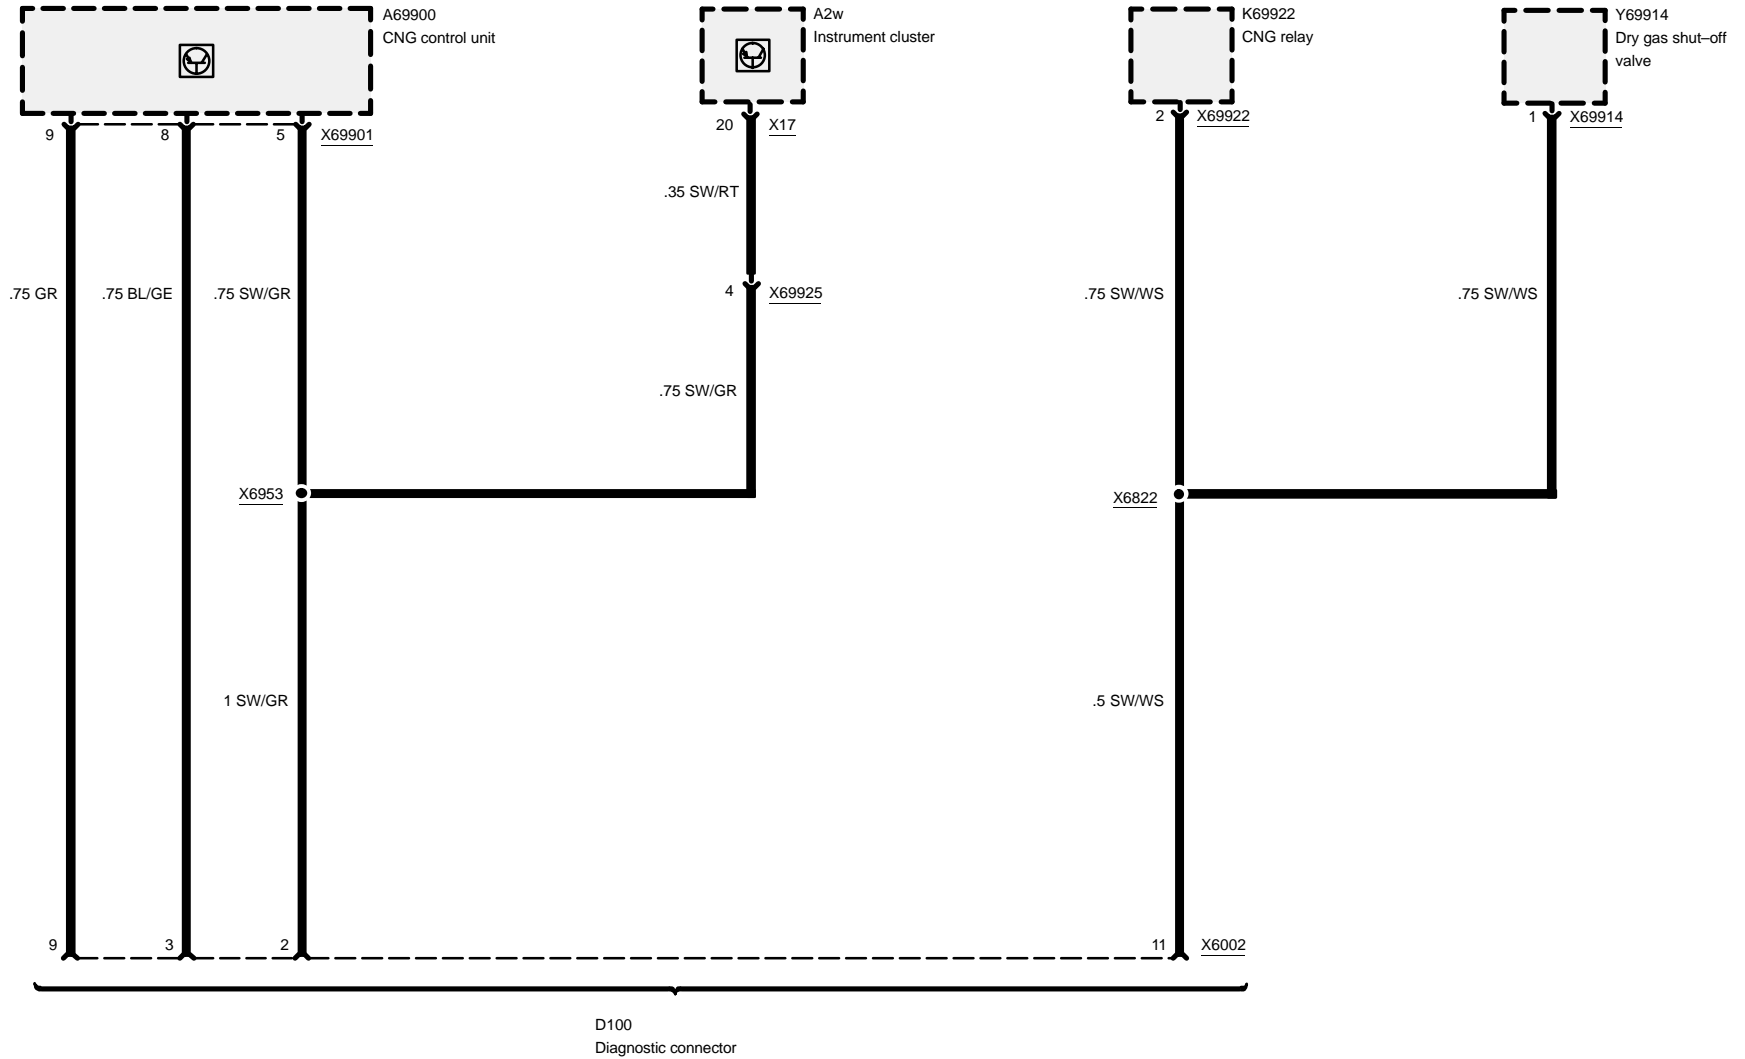 A69900
CNG control unit
A2w
Instrument cluster
K69922
CNG relay
Y69914
Dry gas shut–off
valve
9
8
5
X69901
20
X17
2
X69922
1
X69914
.35 SW/RT
.75 GR
.75 BL/GE
.75 SW/GR
4
X69925
.75 SW/WS
.75 SW/WS
.75 SW/GR
X6953
X6822
1 SW/GR
.5 SW/WS
9
3
2
11
X6002
D100
Diagnostic connector